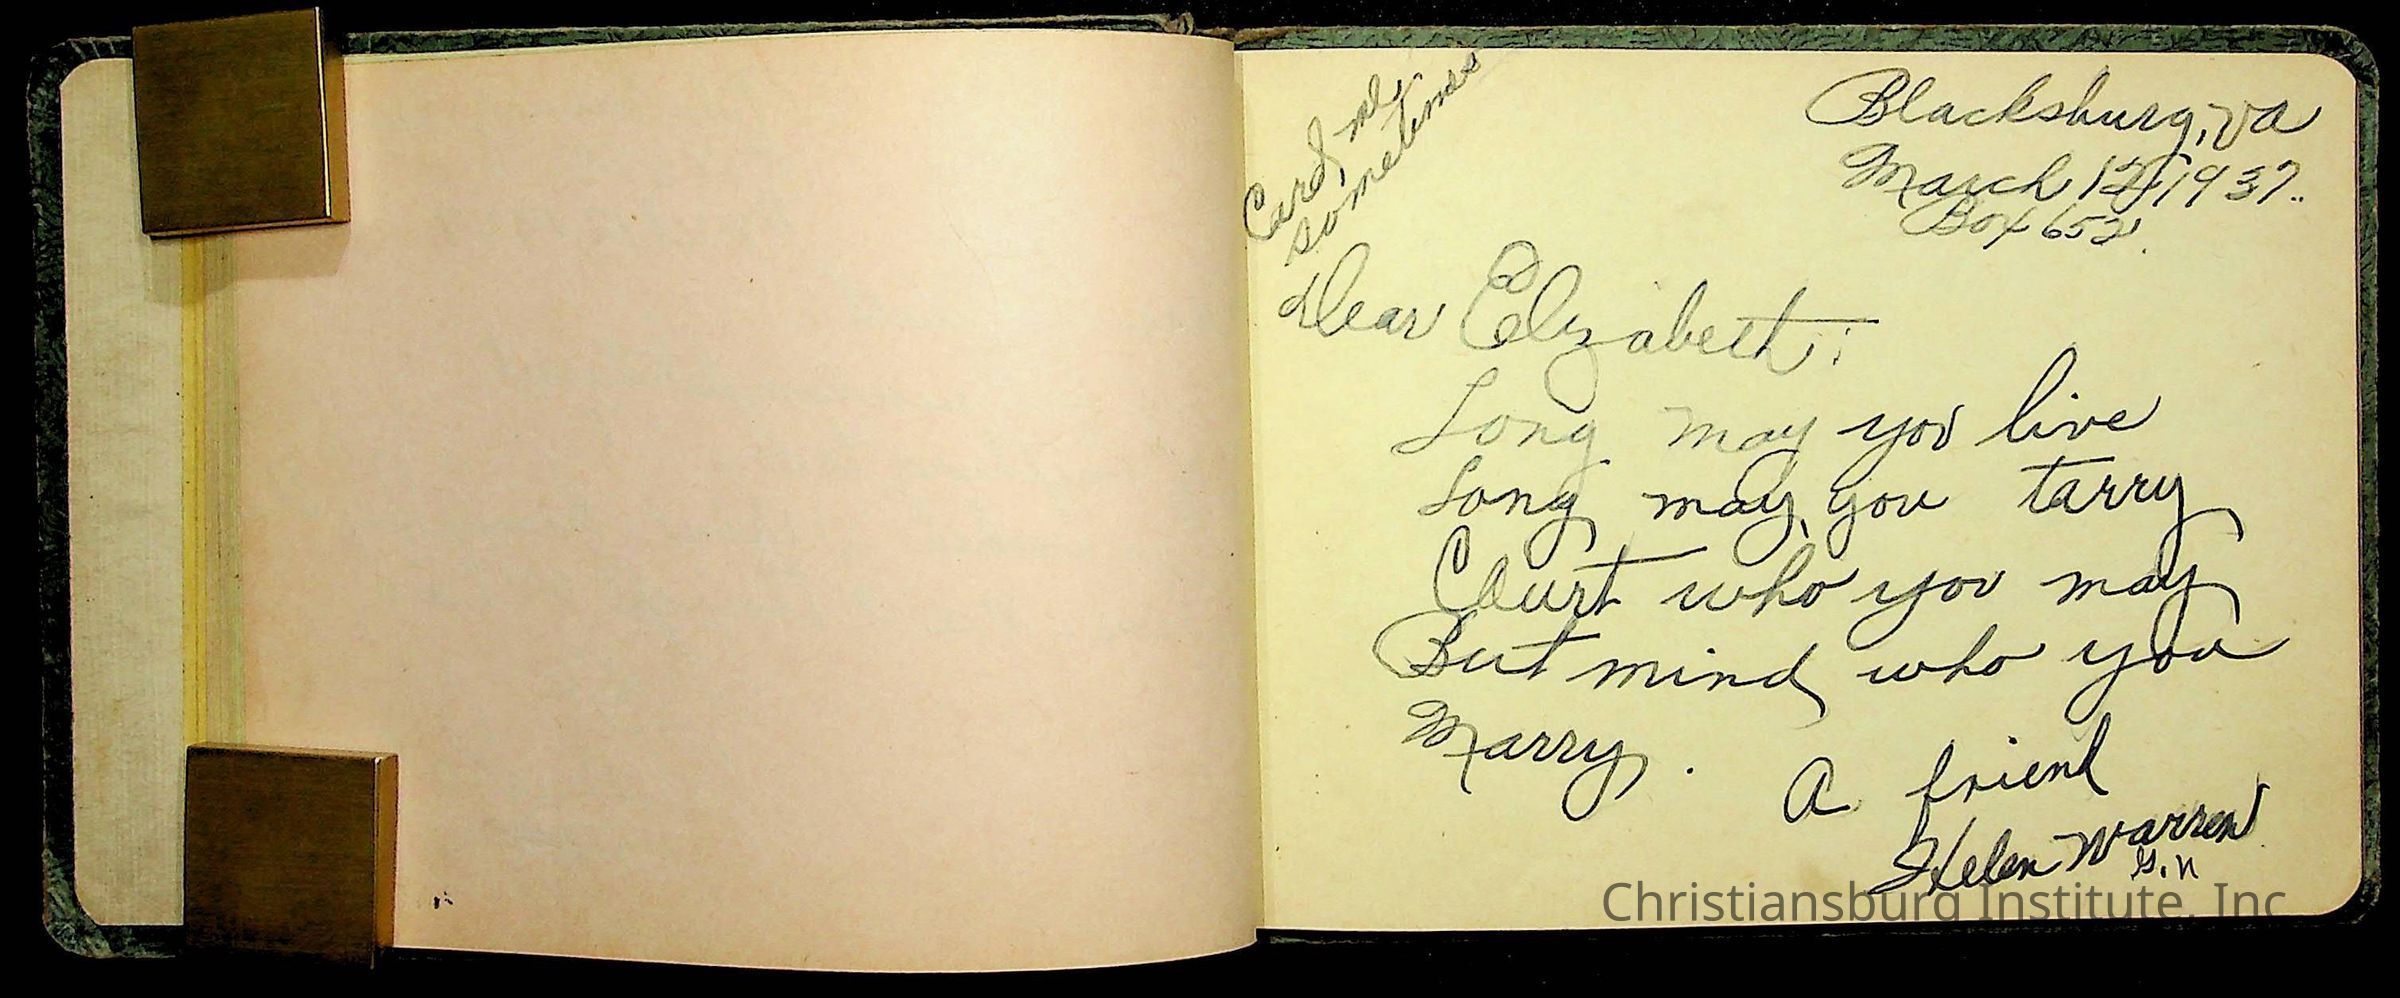 Card me
sometimes
Blacksburg, Va
March 12, 1937.
Box 652.
Dear Elizabeth:
Long may you live
Long may you tarry
Court who you may
But mind who you
Marry.
A friend
Helen Warren
G.N
Christiansburg Institute, Inc